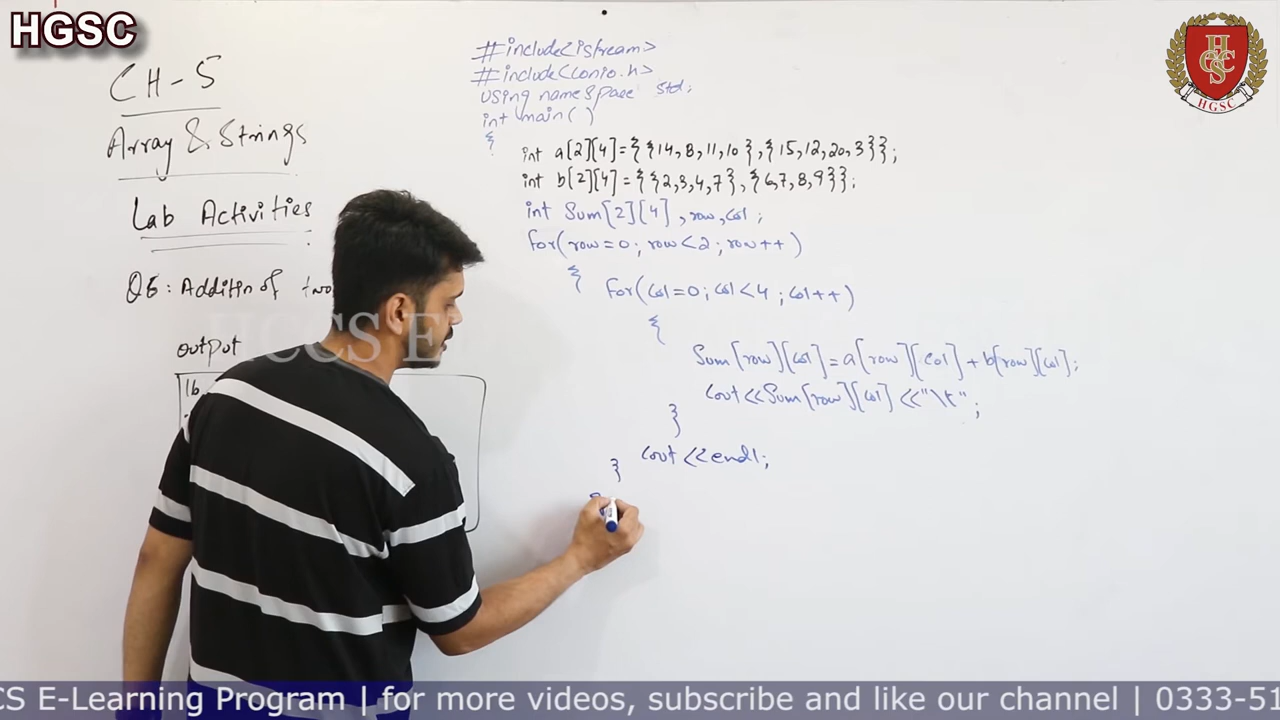 HGSC
HGSC
CH-5
Array & Strings
Lab Activities
Q6: Additin of two
output
16
#include<istream>
#include<conio.h>
using namespace std;
int main()
{
int a[2][4]={{14,8,11,10},{15,12,20,3}};
int b[2][4]={{2,3,4,7},{6,7,8,9}};
int Sum[2][4],row,col;
for(row=0;row<2;row++)
{
for(col=0;col<4;col++)
{
Sum[row][col]=a[row][col]+b[row][col];
cout<<Sum[row][col]<<"\t";
}
cout<<endl;
}
HCCS E
CS E-Learning Program | for more videos, subscribe and like our channel | 0333-51